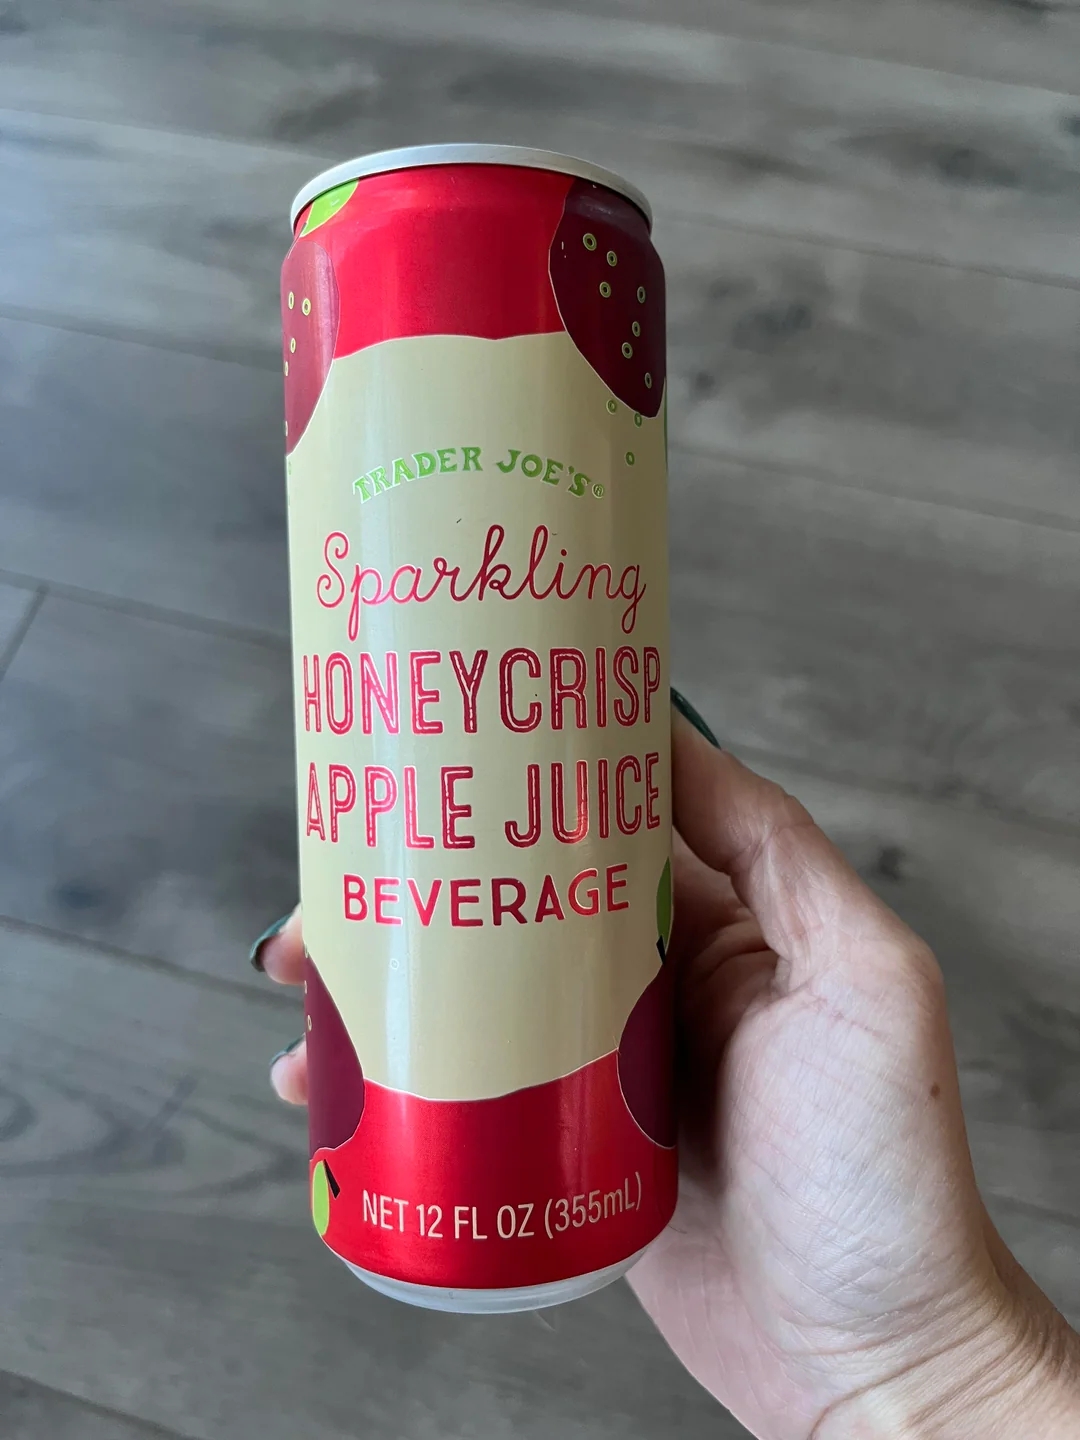 TRADER JOE'S®
Sparkling
HONEYCRISP
APPLE JUICE
BEVERAGE
NET 12 FL OZ (355mL)